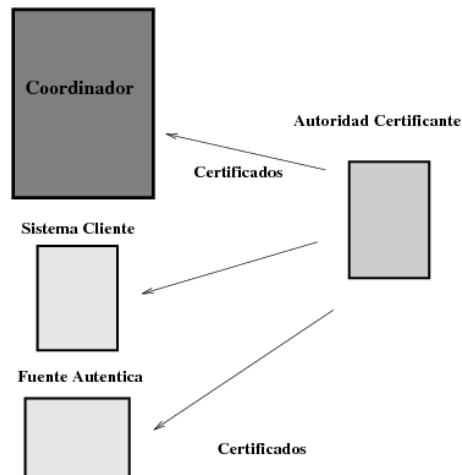 Coordinador
Autoridad Certificante
Certificados
Sistema Cliente
Fuente Autentica
Certificados